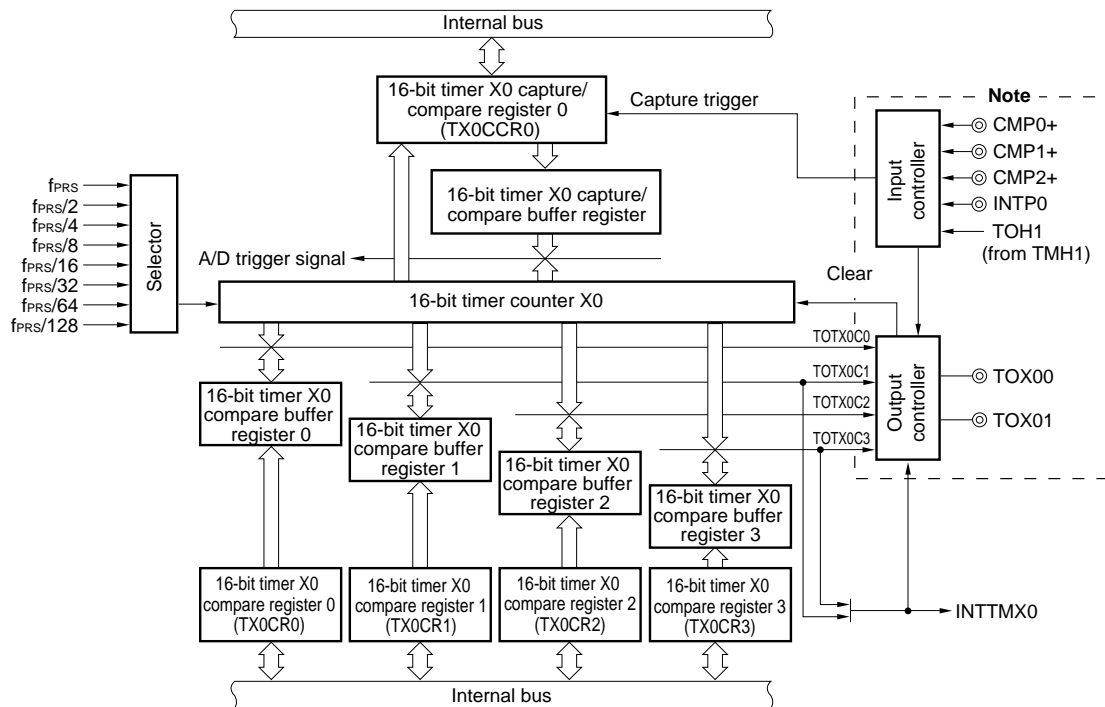 Internal bus
16-bit timer X0 capture/
compare register 0
(TX0CCR0)
Capture trigger
Note
CMP0+
CMP1+
CMP2+
INTP0
TOH1
(from TMH1)
Input
controller
16-bit timer X0 capture/
compare buffer register
fPRS
fPRS/2
fPRS/4
fPRS/8
fPRS/16
fPRS/32
fPRS/64
fPRS/128
Selector
A/D trigger signal
Clear
16-bit timer counter X0
TOTX0C0
TOTX0C1
TOTX0C2
TOTX0C3
Output
controller
TOX00
TOX01
16-bit timer X0
compare buffer
register 0
16-bit timer X0
compare buffer
register 1
16-bit timer X0
compare buffer
register 2
16-bit timer X0
compare buffer
register 3
16-bit timer X0
compare register 0
(TX0CR0)
16-bit timer X0
compare register 1
(TX0CR1)
16-bit timer X0
compare register 2
(TX0CR2)
16-bit timer X0
compare register 3
(TX0CR3)
INTTMX0
Internal bus